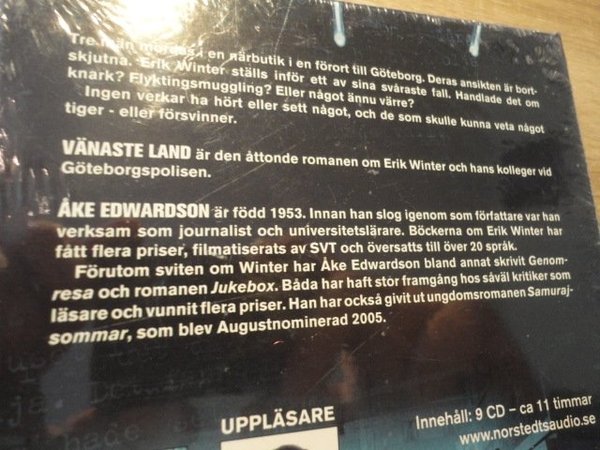 Tre män mördas i en närbutik i en förort till Göteborg. Deras ansikten är bort-
skjutna. Erik Winter ställs inför ett av sina svåraste fall. Handlade det om
knark? Flyktingsmuggling? Eller något ännu värre?
Ingen verkar ha hört eller sett något, och de som skulle kunna veta något
tiger - eller försvinner.
VÄNASTE LAND är den åttonde romanen om Erik Winter och hans kolleger vid
Göteborgspolisen.
ÅKE EDWARDSON är född 1953. Innan han slog igenom som författare var han
verksam som journalist och universitetslärare. Böckerna om Erik Winter har
fått flera priser, filmatiserats av SVT och översatts till över 20 språk.
Förutom sviten om Winter har Åke Edwardson bland annat skrivit Genom-
resa och romanen Jukebox. Båda har haft stor framgång hos såväl kritiker som
läsare och vunnit flera priser. Han har också givit ut ungdomsromanen Samuraj-
sommar, som blev Augustnominerad 2005.
UPPLÄSARE
Innehåll: 9 CD – ca 11 timmar
www.norstedtsaudio.se